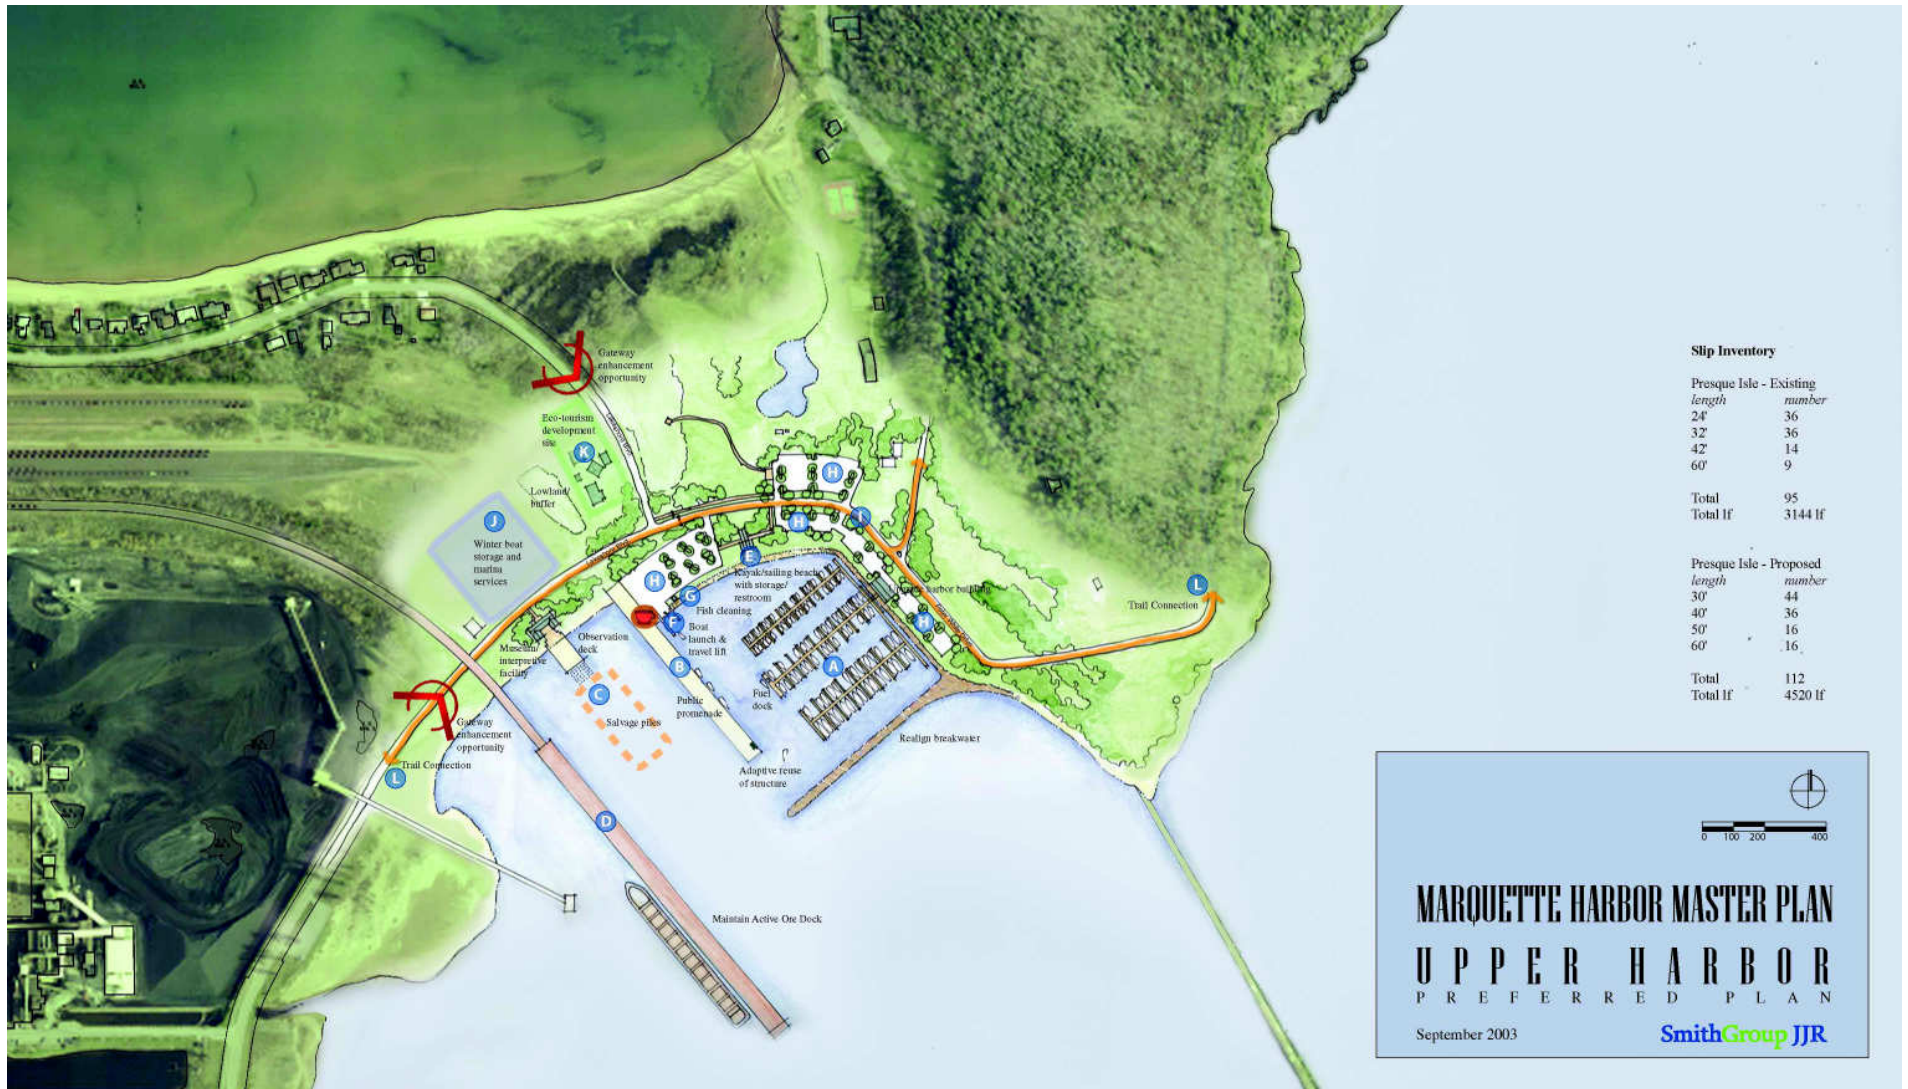 Gateway
enhancement
opportunity
Eco-tourism
development
site
K
Lowland/
buffer
J
Winter boat
storage and
marina
services
H
H
I
E
Kayak/sailing beach
with storage/
restroom
H
G
Fish cleaning
F
Boat
launch &
travel lift
harbor building
H
L
Trail Connection
Observation
deck
Museum/
interpretive
facility
B
A
C
Salvage piles
Public
promenade
Fuel
dock
Realign breakwater
Adaptive reuse
of structure
Gateway
enhancement
opportunity
Trail Connection
L
D
Maintain Active Ore Dock
Slip Inventory
Presque Isle - Existing
length number
24' 36
32' 36
42' 14
60' 9
Total 95
Total lf 3144 lf
Presque Isle - Proposed
length number
30' 44
40' 36
50' 16
60' 16
Total 112
Total lf 4520 lf
0 100 200 400
MARQUETTE HARBOR MASTER PLAN
UPPER HARBOR
PREFERRED PLAN
September 2003 SmithGroup JJR